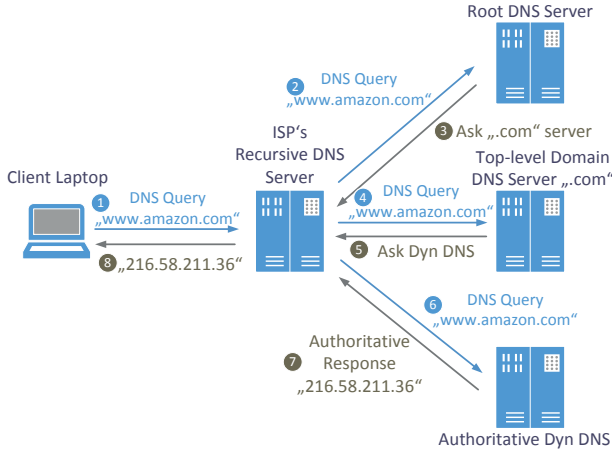 Root DNS Server
2 DNS Query
„www.amazon.com“
3 Ask „.com“ server
ISP‘s
Recursive DNS
Server
Top-level Domain
DNS Server „.com“
Client Laptop
1 DNS Query
„www.amazon.com“
4 DNS Query
„www.amazon.com“
5 Ask Dyn DNS
8 „216.58.211.36“
6 DNS Query
„www.amazon.com“
Authoritative
7 Response
„216.58.211.36“
Authoritative Dyn DNS